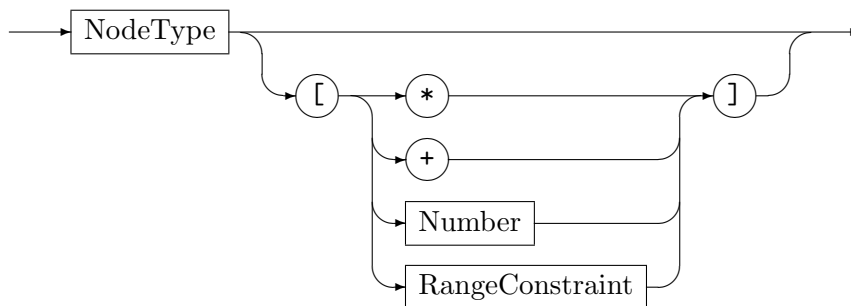 NodeType
[ * ]
+
Number
RangeConstraint